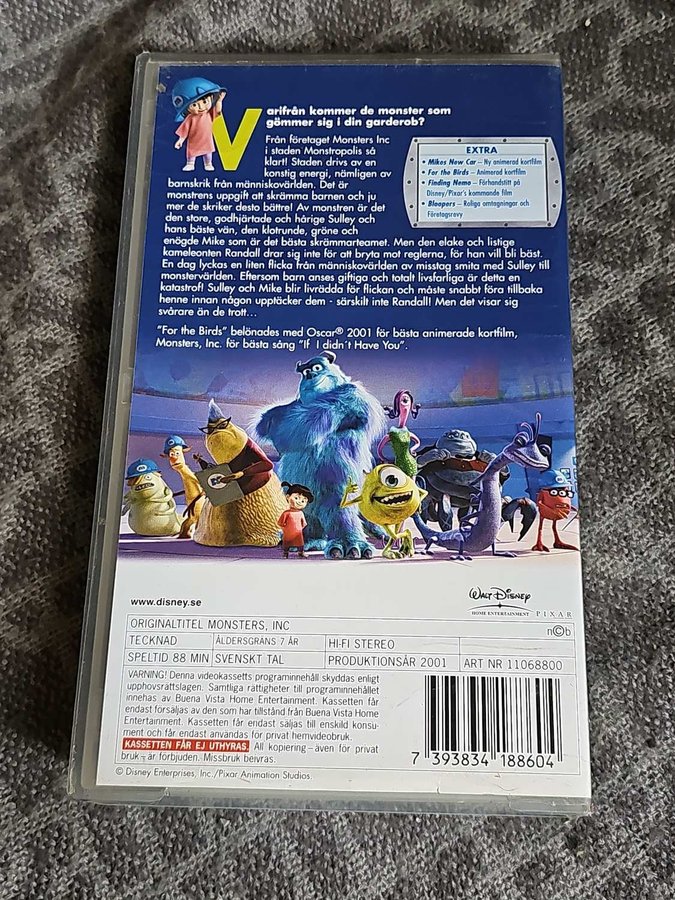 Varifrån kommer de monster som
gömmer sig i din garderob?
Från företaget Monsters Inc
i staden Monstropolis så
klart! Staden drivs av en
konstig energi, nämligen av
barnskrik från människovärlden. Det är
monstrens uppgift att skrämma barnen och ju
mer de skriker desto bättre! Av monstren är det
den store, godhjärtade och hårige Sulley och
hans bäste vän, den klotrunde, gröne och
enögde Mike som är det bästa skrämmarteamet. Men den elake och listige
kameleonten Randall drar sig inte för att bryta mot reglerna, för han vill bli bäst.
En dag lyckas en liten flicka från människovärlden av misstag smita med Sulley till
monstervärlden. Eftersom barn anses giftiga och totalt livsfarliga är detta en
katastrof! Sulley och Mike blir livrädda för flickan och måste snabbt föra tillbaka
henne innan någon upptäcker dem - särskilt inte Randall! Men det visar sig
svårare än de trott...
"For the Birds" belönades med Oscar® 2001 för bästa animerade kortfilm,
Monsters, Inc. för bästa sång "If I didn´t Have You".
EXTRA
• Mikes New Car – Ny animerad kortfilm
• For the Birds – Animerad kortfilm
• Finding Nemo – Förhandstitt på
Disney/Pixar's kommande film
• Bloopers – Roliga omtagningar och
Företagsrevy
www.disney.se
Walt Disney
HOME ENTERTAINMENT
PIXAR
n©b
ORIGINALTITEL MONSTERS, INC
TECKNAD ÅLDERSGRÄNS 7 ÅR HI-FI STEREO
SPELTID 88 MIN SVENSKT TAL PRODUKTIONSÅR 2001 ART NR 11068800
VARNING! Denna videokassetts programinnehåll skyddas enligt
upphovsrättslagen. Samtliga rättigheter till programinnehållet
innehas av Buena Vista Home Entertainment. Kassetten får
endast försäljas av den som har tillstånd från Buena Vista Home
Entertainment. Kassetten får endast säljas till enskild konsu-
ment och får endast användas för privat hemvideobruk.
KASSETTEN FÅR EJ UTHYRAS. All kopiering – även för privat
bruk – är förbjuden. Missbruk beivras.
© Disney Enterprises, Inc./Pixar Animation Studios.
7 393834 188604